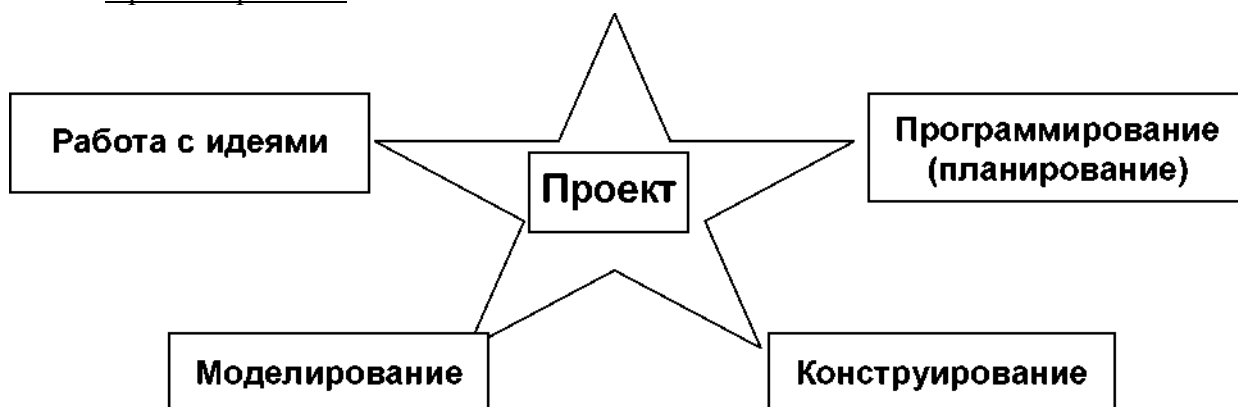 Работа с идеями
Программирование
(планирование)
Проект
Моделирование
Конструирование